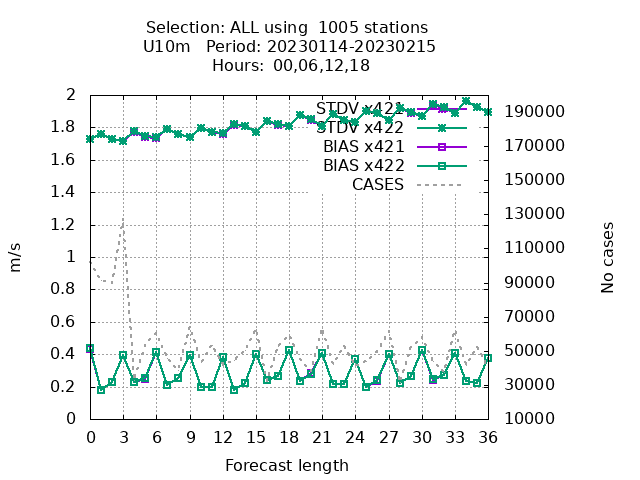 Selection: ALL using  1005 stations
U10m   Period: 20230114-20230215
Hours:  00,06,12,18
STDV x421
STDV x422
BIAS x421
BIAS x422
CASES
2
1.8
1.6
1.4
1.2
1
0.8
0.6
0.4
0.2
0
m/s
190000
170000
150000
130000
110000
90000
70000
50000
30000
10000
No cases
0 3 6 9 12 15 18 21 24 27 30 33 36
Forecast length